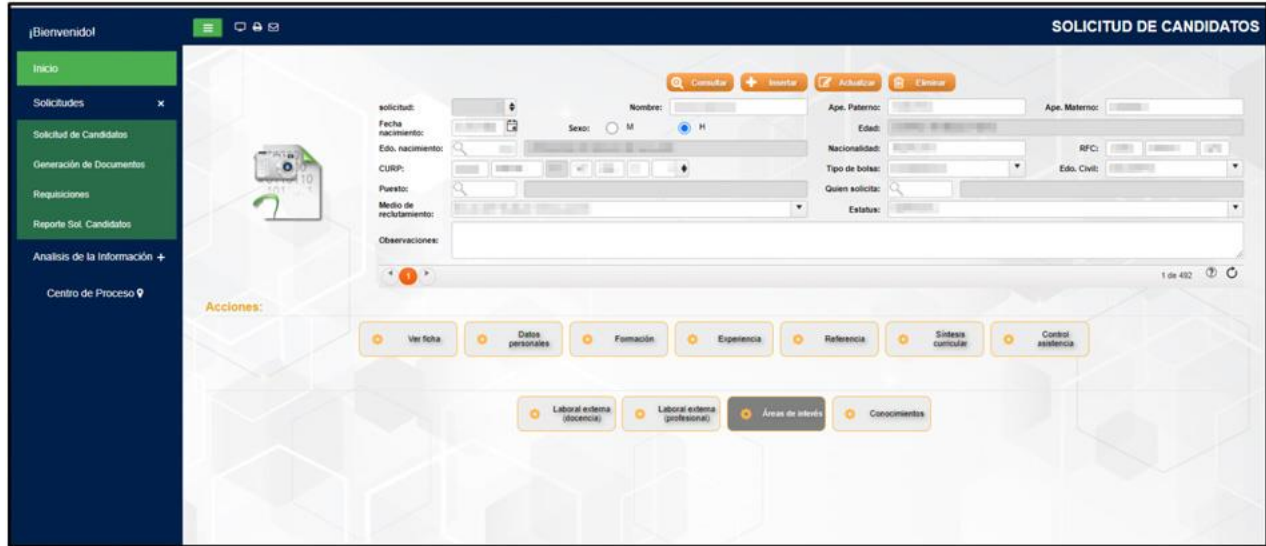 ¡Bienvenido!
SOLICITUD DE CANDIDATOS
Inicio
Solicitudes ×
Solicitud de Candidatos
Generación de Documentos
Requisiciones
Reporte Sol. Candidatos
Analisis de la Información +
Centro de Proceso
Consultar Insertar Actualizar Eliminar
solicitud: Nombre: Ape. Paterno: Ape. Materno:
Fecha nacimiento: Sexo: M H Edad:
Edo. nacimiento: Nacionalidad: RFC:
CURP: Tipo de bolsa: Edo. Civil:
Puesto: Quien solicita:
Medio de reclutamiento: Estatus:
Observaciones:
1 1 de 492
Acciones:
Ver ficha
Datos personales
Formación
Experiencia
Referencia
Síntesis curricular
Control asistencia
Laboral externa (docencia)
Laboral externa (profesional)
Áreas de interés
Conocimientos